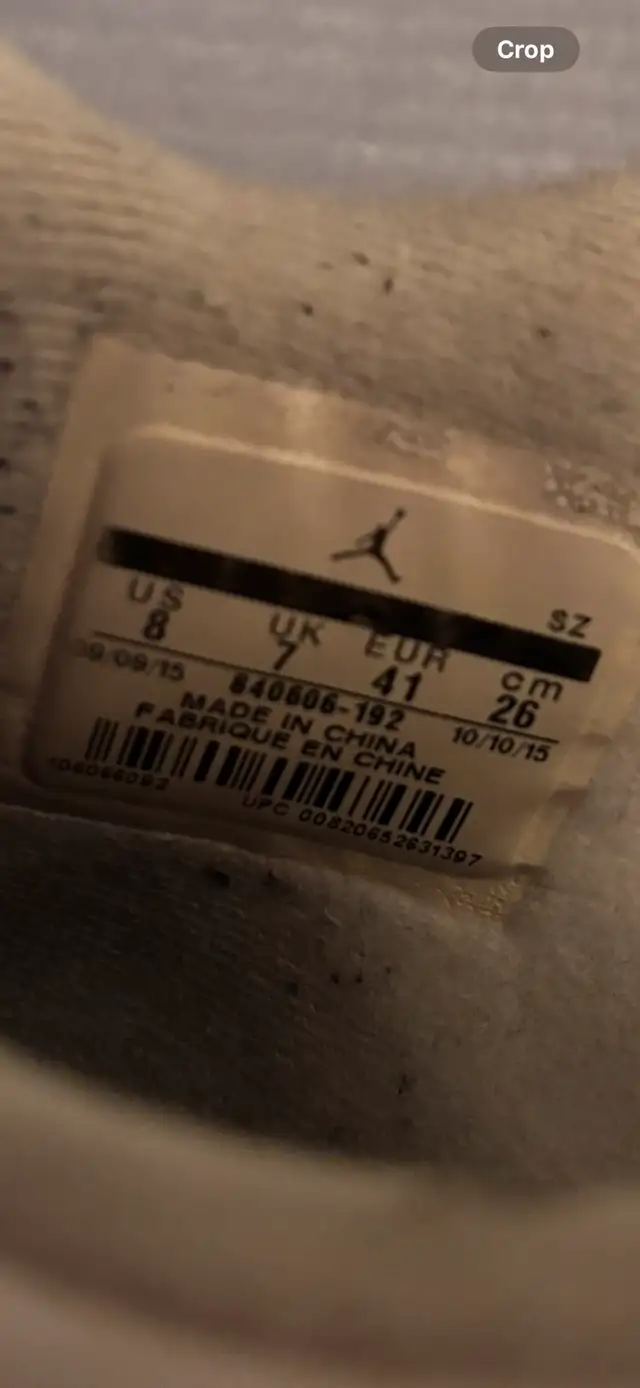 Crop
SZ
US UK EUR cm
8 7 41 26
09/09/15 840606-192 10/10/15
MADE IN CHINA
FABRIQUE EN CHINE
UPC 00820652631397